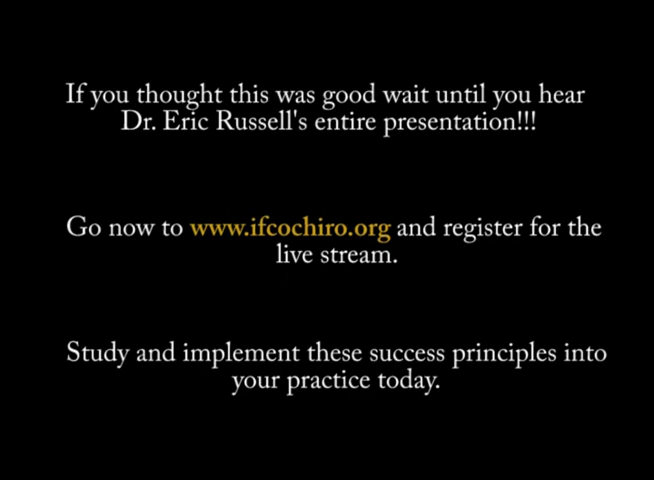 If you thought this was good wait until you hear
Dr. Eric Russell's entire presentation!!!
Go now to www.ifcochiro.org and register for the
live stream.
Study and implement these success principles into
your practice today.